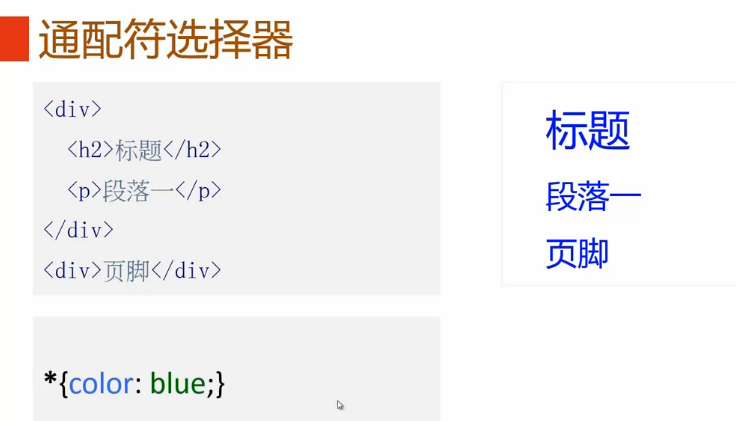 通配符选择器
<div>
<h2>标题</h2>
<p>段落一</p>
</div>
<div>页脚</div>
标题
段落一
页脚
*{color: blue;}